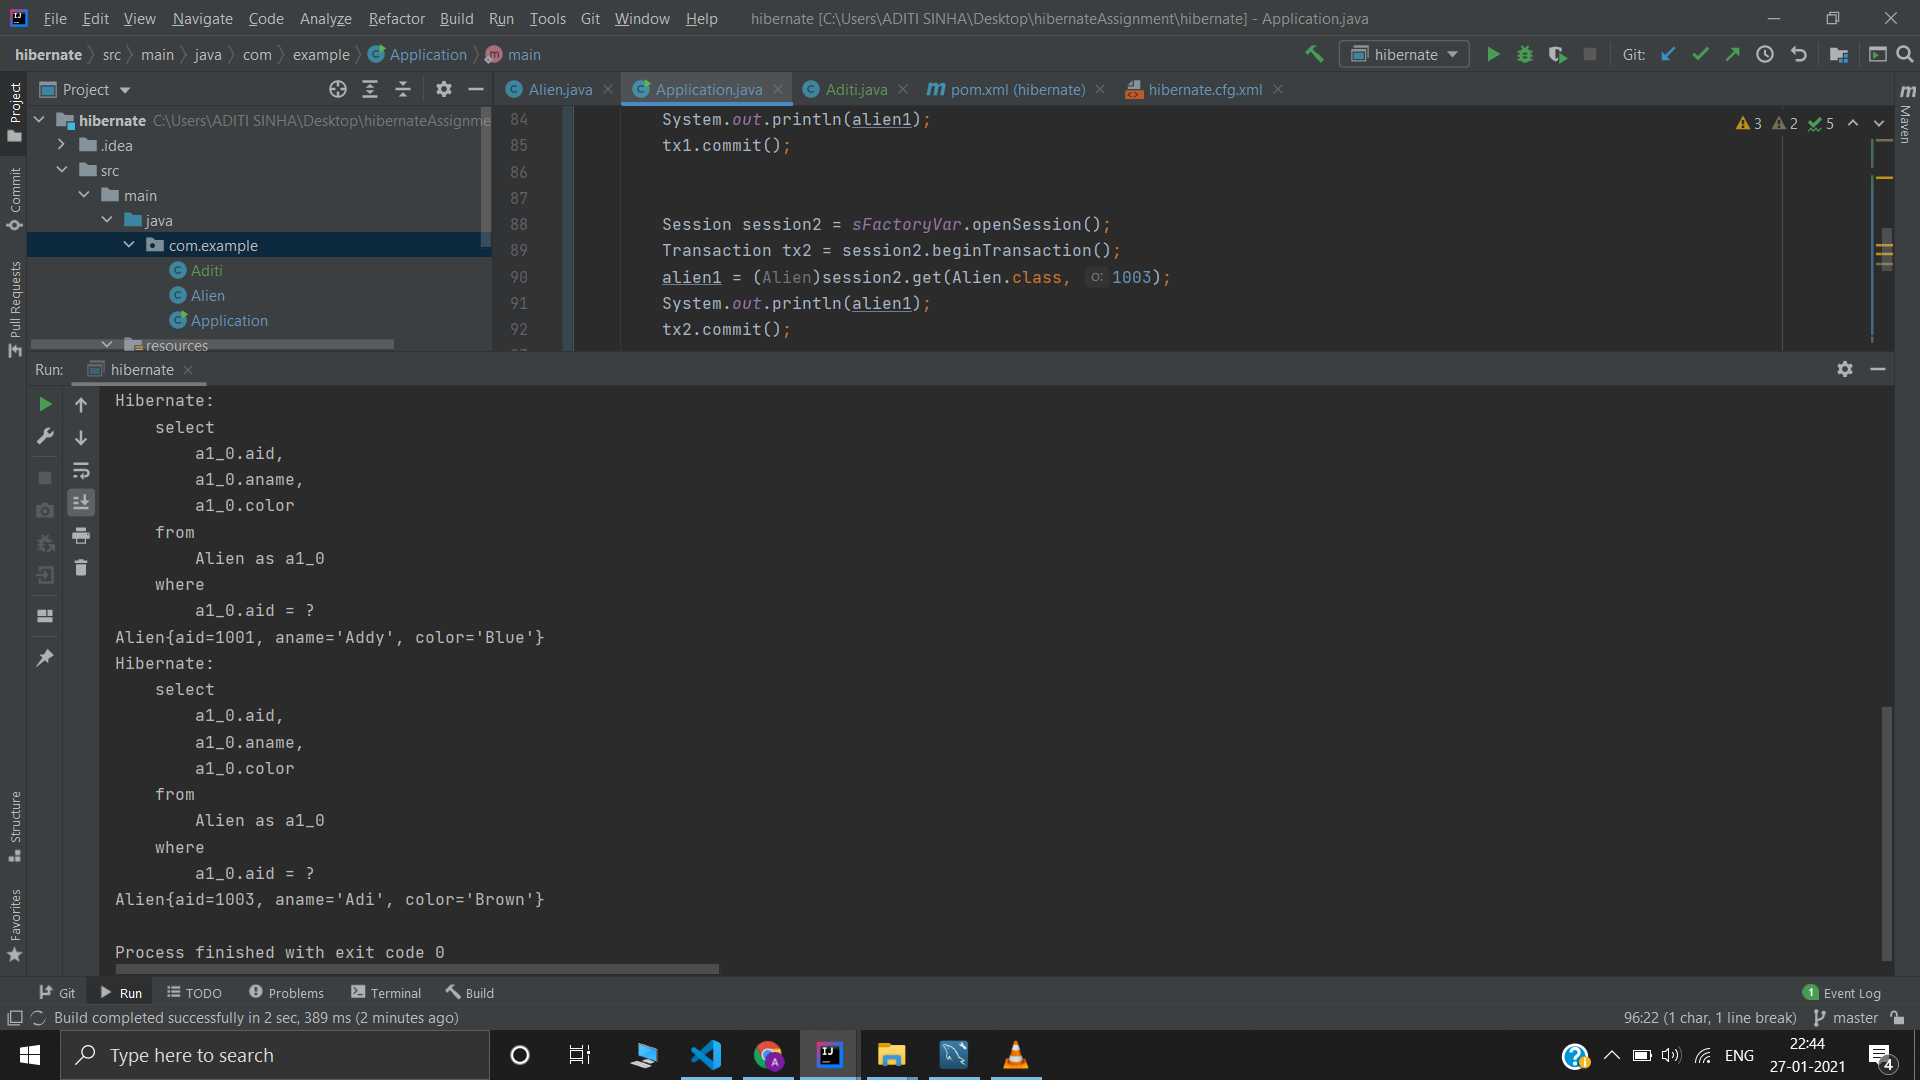 File Edit View Navigate Code Analyze Refactor Build Run Tools Git Window Help hibernate [C:\Users\ADITI SINHA\Desktop\hibernateAssignment\hibernate] - Application.java
hibernate src main java com example Application main hibernate Git:
Project Alien.java Application.java Aditi.java pom.xml (hibernate) hibernate.cfg.xml
hibernate C:\Users\ADITI SINHA\Desktop\hibernateAssignme
.idea
src
main
java
com.example
Aditi
Alien
Application
resources
3 2 5
84 System.out.println(alien1);
85 tx1.commit();
86
87
88 Session session2 = sFactoryVar.openSession();
89 Transaction tx2 = session2.beginTransaction();
90 alien1 = (Alien)session2.get(Alien.class, o: 1003);
91 System.out.println(alien1);
92 tx2.commit();
Project
Commit
Pull Requests
Structure
Favorites
Maven
Run: hibernate
Hibernate:
select
a1_0.aid,
a1_0.aname,
a1_0.color
from
Alien as a1_0
where
a1_0.aid = ?
Alien{aid=1001, aname='Addy', color='Blue'}
Hibernate:
select
a1_0.aid,
a1_0.aname,
a1_0.color
from
Alien as a1_0
where
a1_0.aid = ?
Alien{aid=1003, aname='Adi', color='Brown'}
Process finished with exit code 0
Git Run TODO Problems Terminal Build 1 Event Log
Build completed successfully in 2 sec, 389 ms (2 minutes ago) 96:22 (1 char, 1 line break) master
Type here to search ENG 22:44
27-01-2021
4